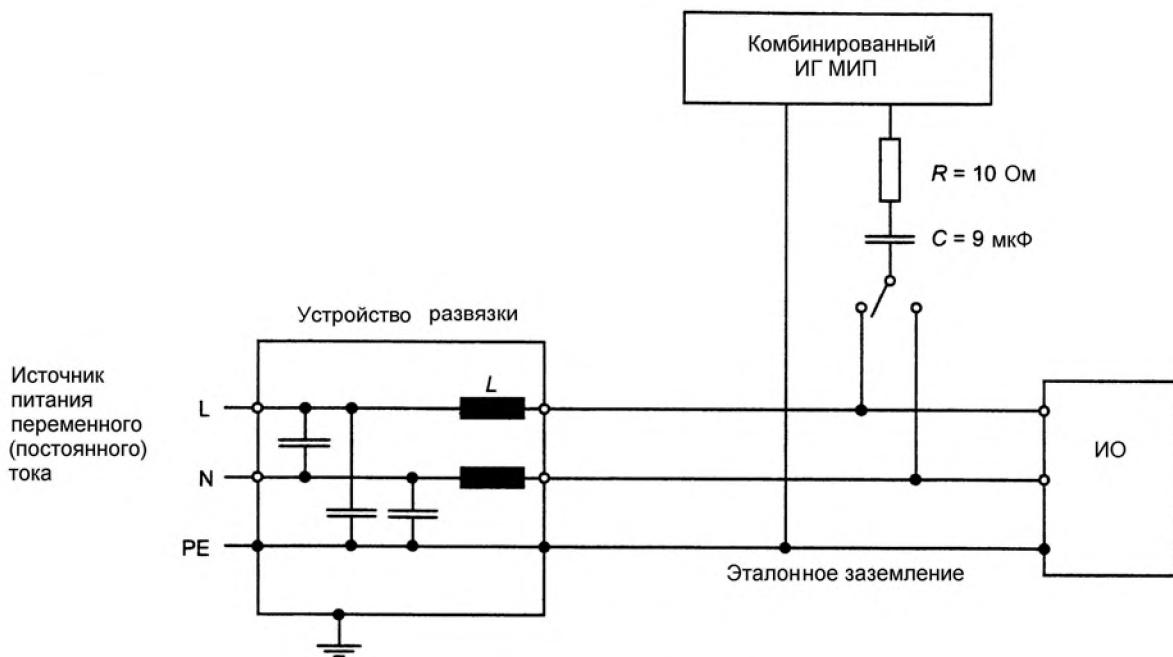 Комбинированный
ИГ МИП
R = 10 Ом
C = 9 мкФ
Устройство развязки
Источник
питания
переменного
(постоянного)
тока
L
L
N
ИО
PE
Эталонное заземление